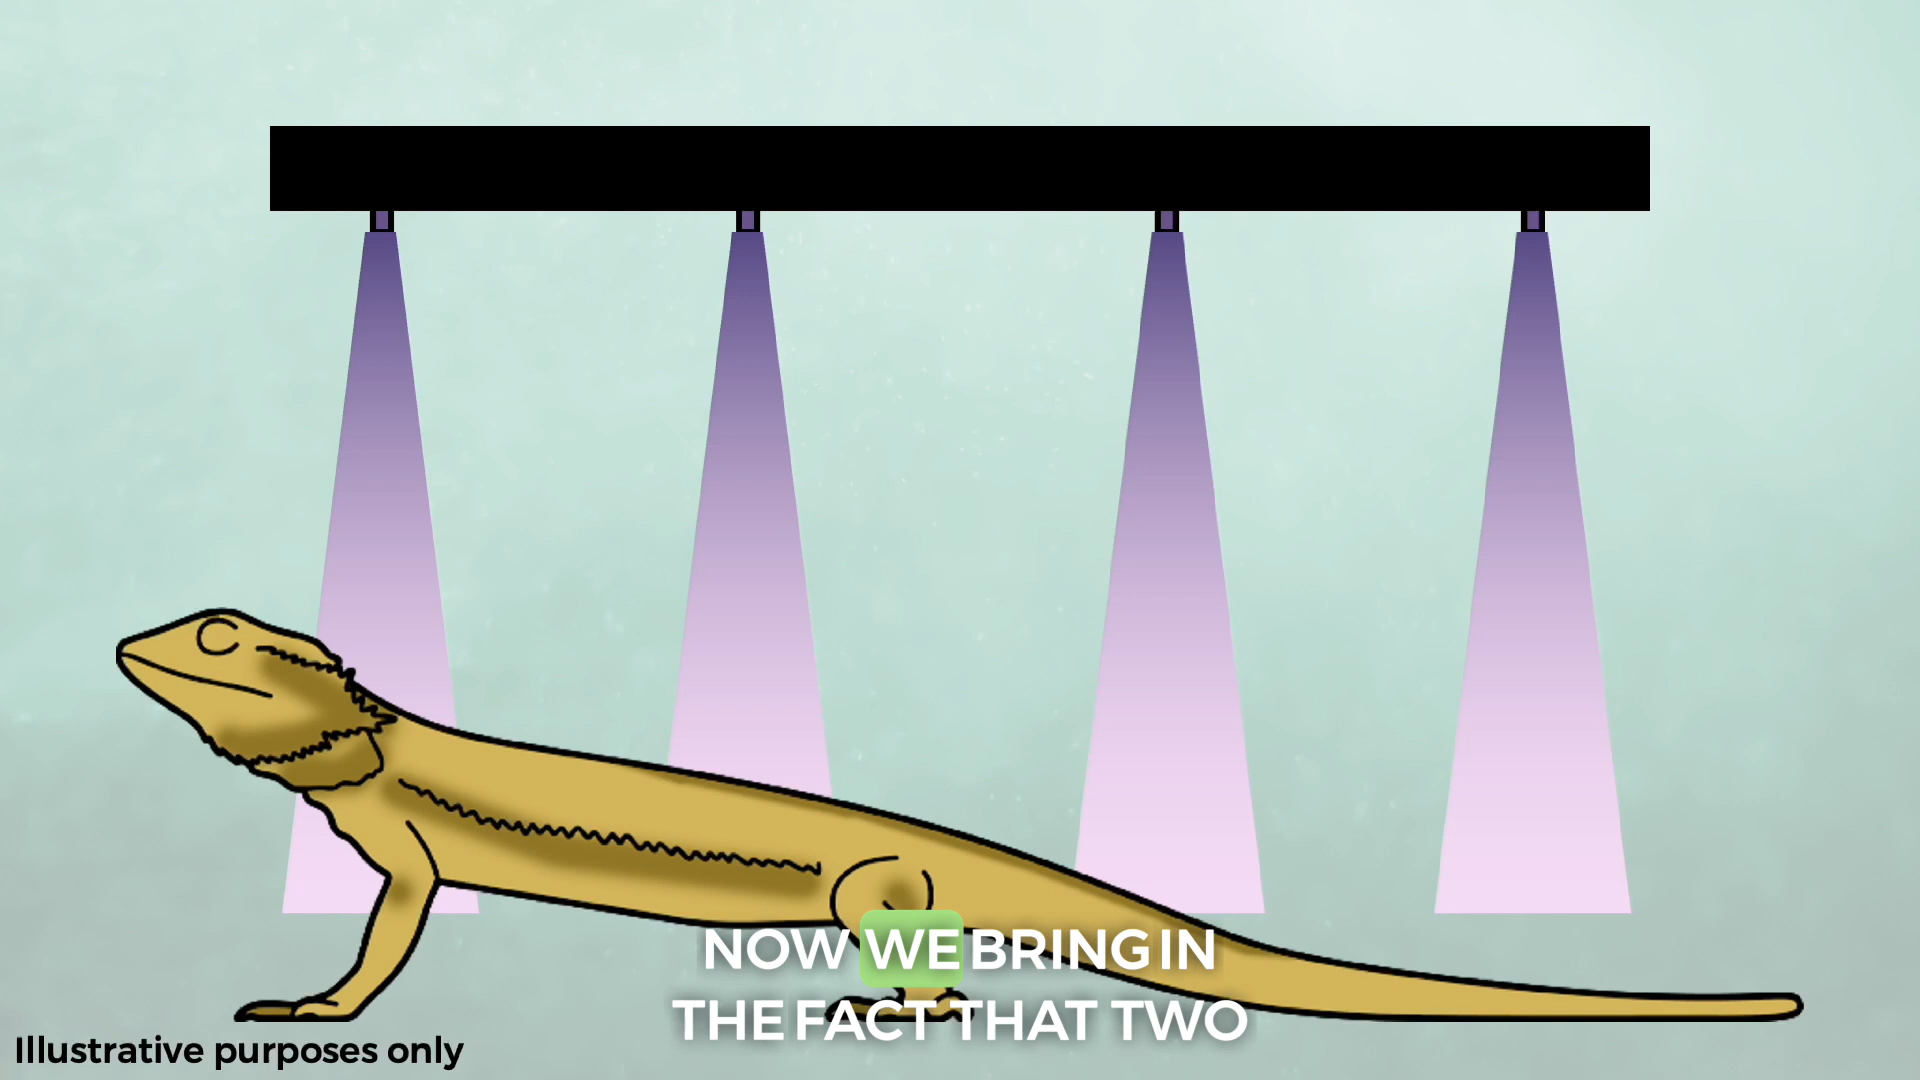 NOW WE BRING IN
THE FACT THAT TWO
Illustrative purposes only